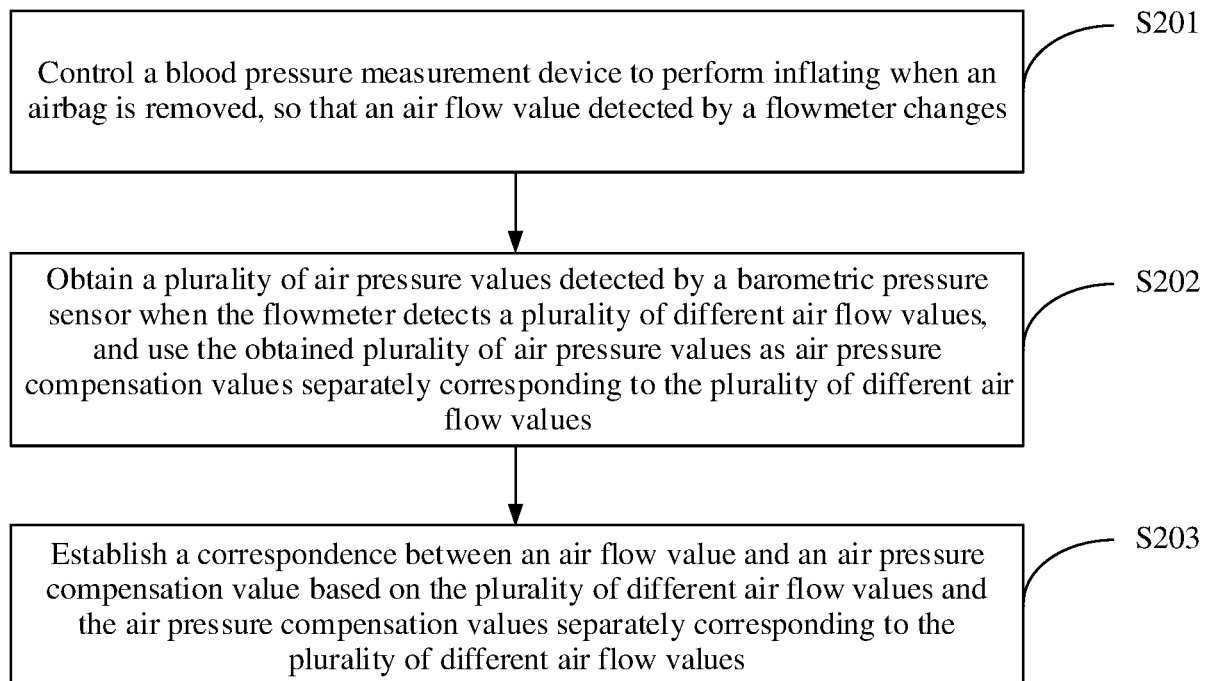 S201
Control a blood pressure measurement device to perform inflating when an
airbag is removed, so that an air flow value detected by a flowmeter changes
S202
Obtain a plurality of air pressure values detected by a barometric pressure
sensor when the flowmeter detects a plurality of different air flow values,
and use the obtained plurality of air pressure values as air pressure
compensation values separately corresponding to the plurality of different air
flow values
S203
Establish a correspondence between an air flow value and an air pressure
compensation value based on the plurality of different air flow values and
the air pressure compensation values separately corresponding to the
plurality of different air flow values